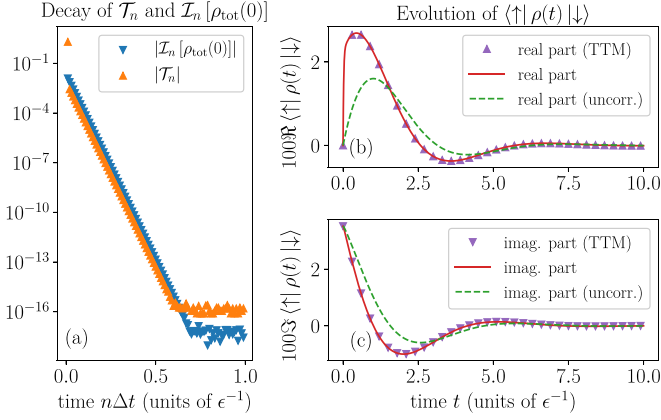 Decay of 𝒯ₙ and ℐₙ [ρₜₒₜ(0)]
|ℐₙ [ρₜₒₜ(0)]|
|𝒯ₙ|
10⁻¹
10⁻⁴
10⁻⁷
10⁻¹⁰
10⁻¹³
10⁻¹⁶
(a)
0.0 0.5 1.0
time nΔt (units of ϵ⁻¹)
Evolution of ⟨↑| ρ(t) |↓⟩
100ℜ ⟨↑| ρ(t) |↓⟩
2
0
real part (TTM)
real part
real part (uncorr.)
(b)
0.0 2.5 5.0 7.5 10.0
100ℑ ⟨↑| ρ(t) |↓⟩
2
0
imag. part (TTM)
imag. part
imag. part (uncorr.)
(c)
0.0 2.5 5.0 7.5 10.0
time t (units of ϵ⁻¹)